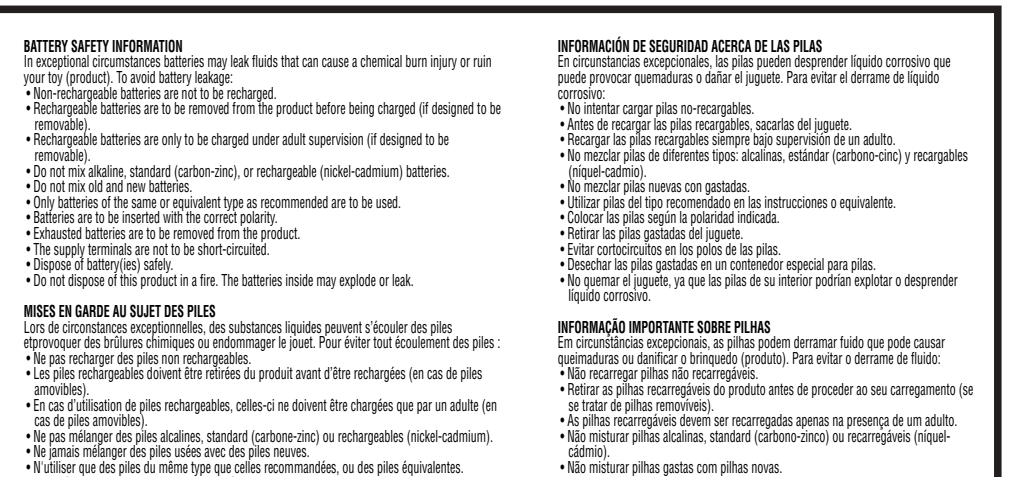 BATTERY SAFETY INFORMATION
In exceptional circumstances batteries may leak fluids that can cause a chemical burn injury or ruin
your toy (product). To avoid battery leakage:
• Non-rechargeable batteries are not to be recharged.
• Rechargeable batteries are to be removed from the product before being charged (if designed to be
removable).
• Rechargeable batteries are only to be charged under adult supervision (if designed to be
removable).
• Do not mix alkaline, standard (carbon-zinc), or rechargeable (nickel-cadmium) batteries.
• Do not mix old and new batteries.
• Only batteries of the same or equivalent type as recommended are to be used.
• Batteries are to be inserted with the correct polarity.
• Exhausted batteries are to be removed from the product.
• The supply terminals are not to be short-circuited.
• Dispose of battery(ies) safely.
• Do not dispose of this product in a fire. The batteries inside may explode or leak.
MISES EN GARDE AU SUJET DES PILES
Lors de circonstances exceptionnelles, des substances liquides peuvent s'écouler des piles
etprovoquer des brûlures chimiques ou endommager le jouet. Pour éviter tout écoulement des piles :
• Ne pas recharger des piles non rechargeables.
• Les piles rechargeables doivent être retirées du produit avant d'être rechargées (en cas de piles
amovibles).
• En cas d'utilisation de piles rechargeables, celles-ci ne doivent être chargées que par un adulte (en
cas de piles amovibles).
• Ne pas mélanger des piles alcalines, standard (carbone-zinc) ou rechargeables (nickel-cadmium).
• Ne jamais mélanger des piles usées avec des piles neuves.
• N'utiliser que des piles du même type que celles recommandées, ou des piles équivalentes.
INFORMACIÓN DE SEGURIDAD ACERCA DE LAS PILAS
En circunstancias excepcionales, las pilas pueden desprender líquido corrosivo que
puede provocar quemaduras o dañar el juguete. Para evitar el derrame de líquido
corrosivo:
• No intentar cargar pilas no-recargables.
• Antes de recargar las pilas recargables, sacarlas del juguete.
• Recargar las pilas recargables siempre bajo supervisión de un adulto.
• No mezclar pilas de diferentes tipos: alcalinas, estándar (carbono-cinc) y recargables
(níquel-cadmio).
• No mezclar pilas nuevas con gastadas.
• Utilizar pilas del tipo recomendado en las instrucciones o equivalente.
• Colocar las pilas según la polaridad indicada.
• Retirar las pilas gastadas del juguete.
• Evitar cortocircuitos en los polos de las pilas.
• Desechar las pilas gastadas en un contenedor especial para pilas.
• No quemar el juguete, ya que las pilas de su interior podrían explotar o desprender
líquido corrosivo.
INFORMAÇÃO IMPORTANTE SOBRE PILHAS
Em circunstâncias excepcionais, as pilhas podem derramar fuido que pode causar
queimaduras ou danificar o brinquedo (produto). Para evitar o derrame de fluido:
• Não recarregar pilhas não recarregáveis.
• Retirar as pilhas recarregáveis do produto antes de proceder ao seu carregamento (se
se tratar de pilhas removíveis).
• As pilhas recarregáveis devem ser recarregadas apenas na presença de um adulto.
• Não misturar pilhas alcalinas, standard (carbono-zinco) ou recarregáveis (níquel-
cádmio).
• Não misturar pilhas gastas com pilhas novas.